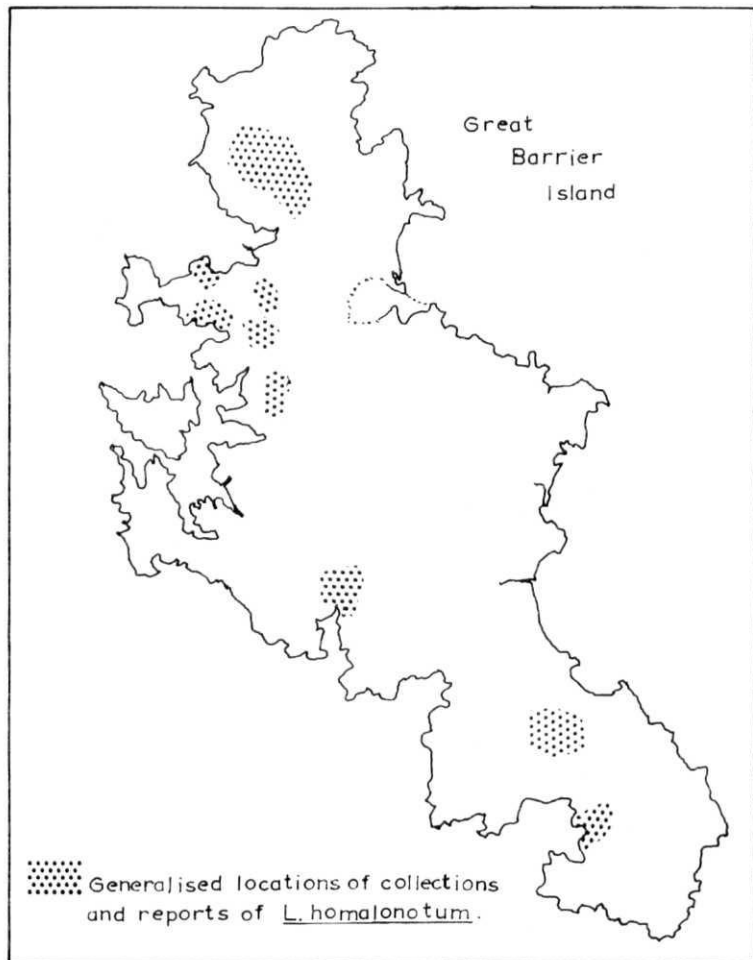 Great
Barrier
Island
Generalised locations of collections
and reports of L. homalonotum.